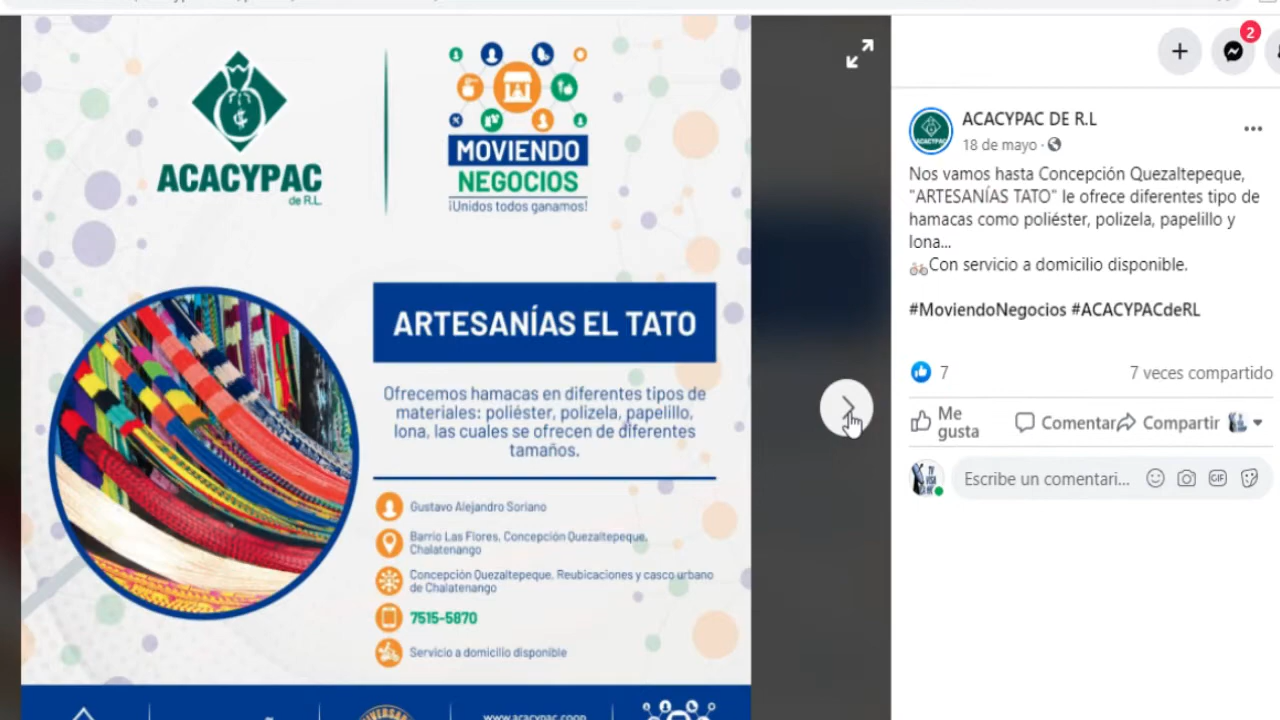 ACACYPAC
de R.L.
MOVIENDO
NEGOCIOS
¡Unidos todos ganamos!
ARTESANÍAS EL TATO
Ofrecemos hamacas en diferentes tipos de
materiales: poliéster, polizela, papelillo,
lona, las cuales se ofrecen de diferentes
tamaños.
Gustavo Alejandro Soriano
Barrio Las Flores, Concepción Quezaltepeque,
Chalatenango
Concepción Quezaltepeque, Reubicaciones y casco urbano
de Chalatenango
7515-5870
Servicio a domicilio disponible
www.acacypac.coop
2
ACACYPAC DE R.L
18 de mayo ·
Nos vamos hasta Concepción Quezaltepeque,
"ARTESANÍAS TATO" le ofrece diferentes tipo de
hamacas como poliéster, polizela, papelillo y
lona...
Con servicio a domicilio disponible.
#MoviendoNegocios #ACACYPACdeRL
7
7 veces compartido
Me
gusta
Comentar
Compartir
Escribe un comentari...
GIF